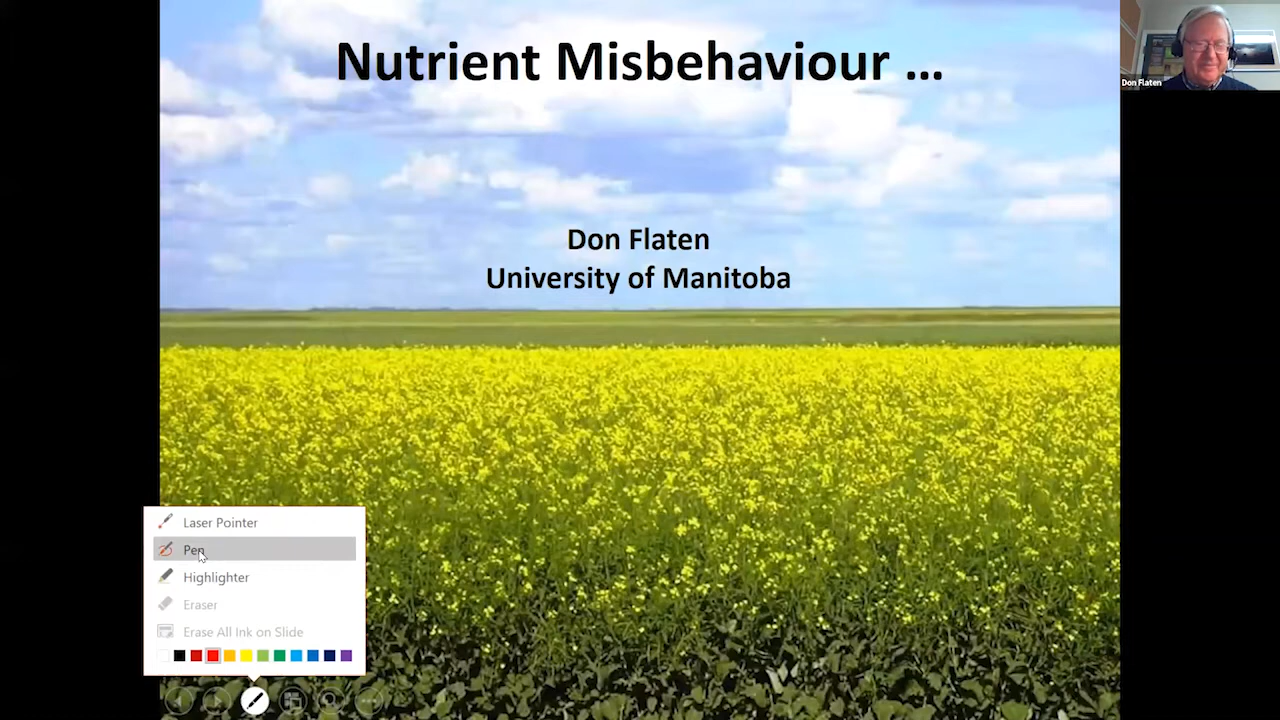 Nutrient Misbehaviour ...
Don Flaten
Don Flaten
University of Manitoba
Laser Pointer
Pen
Highlighter
Eraser
Erase All Ink on Slide